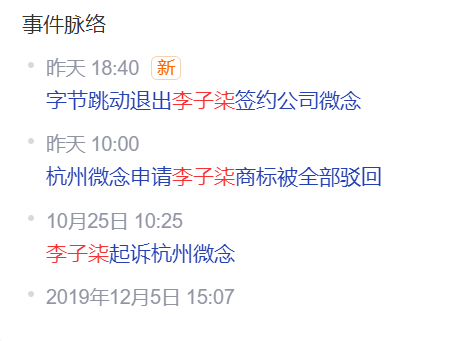 事件脉络
昨天 18:40 新
字节跳动退出李子柒签约公司微念
昨天 10:00
杭州微念申请李子柒商标被全部驳回
10月25日 10:25
李子柒起诉杭州微念
2019年12月5日 15:07